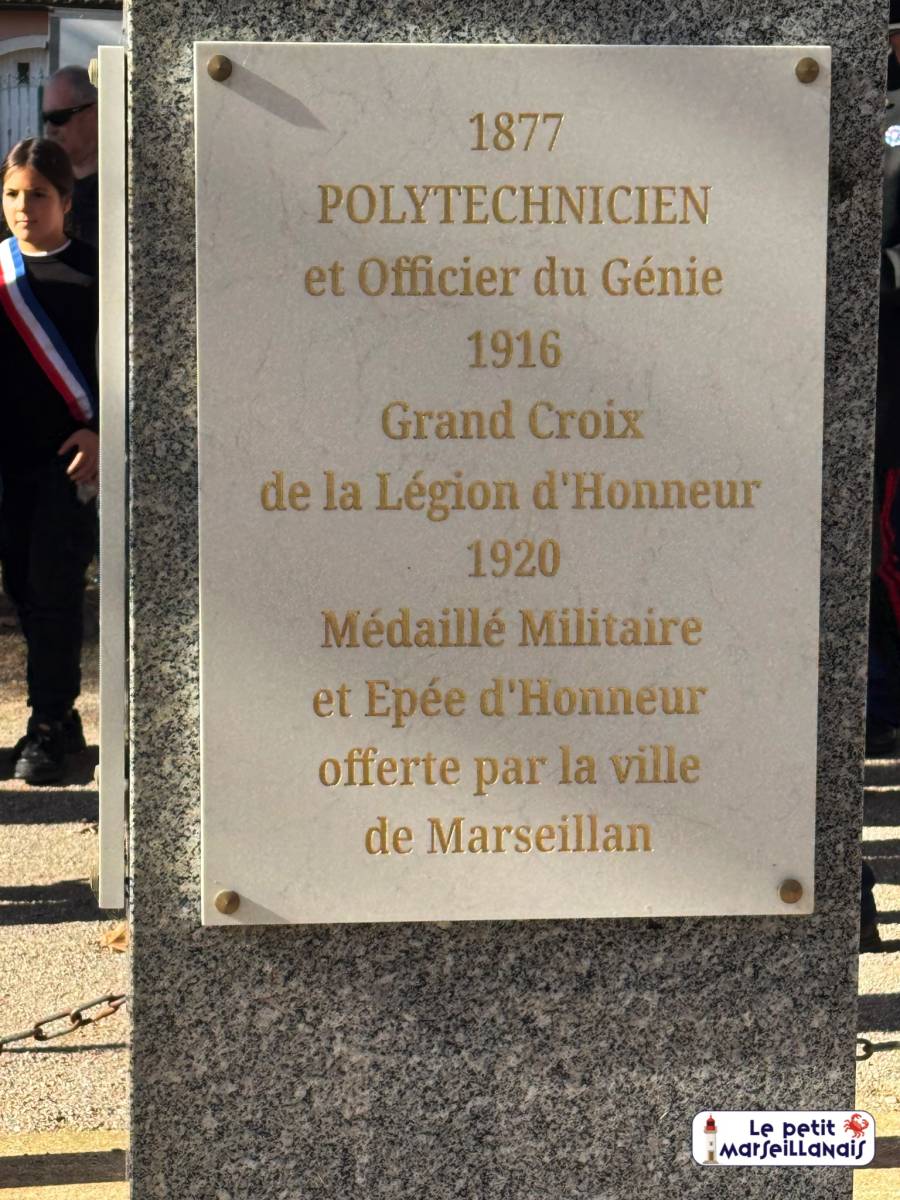 1877
POLYTECHNICIEN
et Officier du Génie
1916
Grand Croix
de la Légion d'Honneur
1920
Médaillé Militaire
et Epée d'Honneur
offerte par la ville
de Marseillan
Le petit
Marseillanais